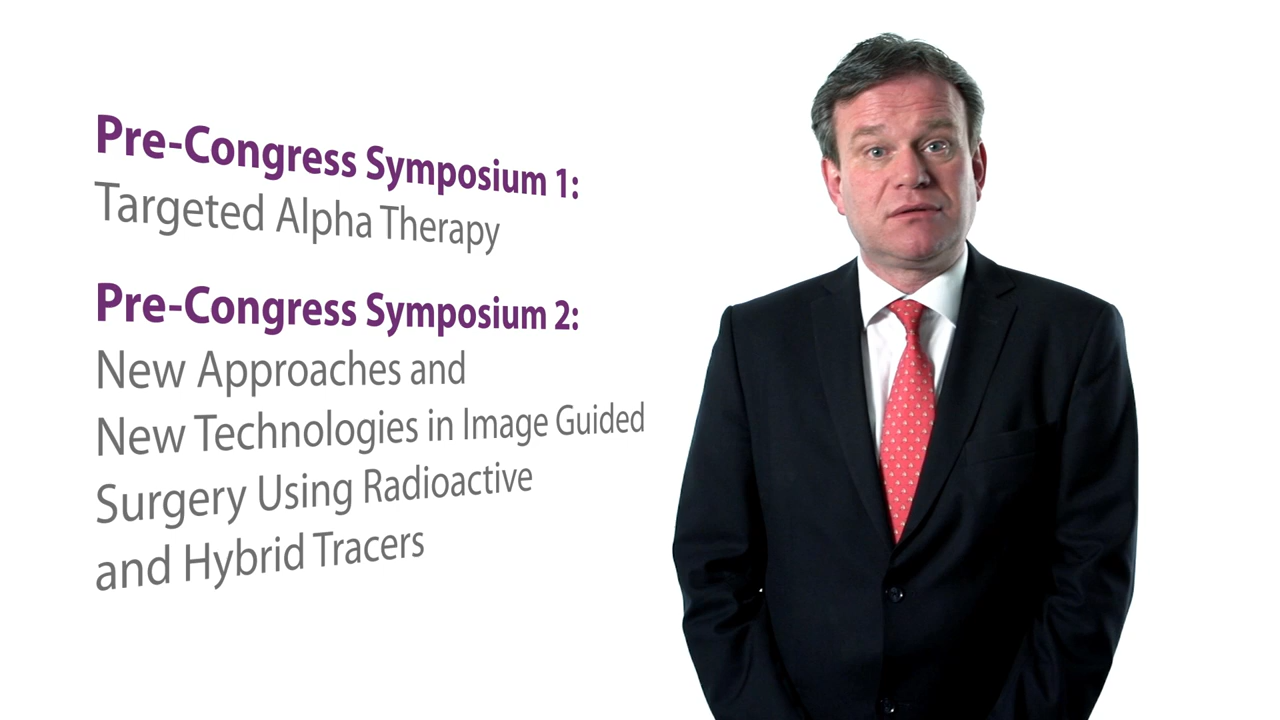 Pre-Congress Symposium 1:
Targeted Alpha Therapy
Pre-Congress Symposium 2:
New Approaches and
New Technologies in Image Guided
Surgery Using Radioactive
and Hybrid Tracers